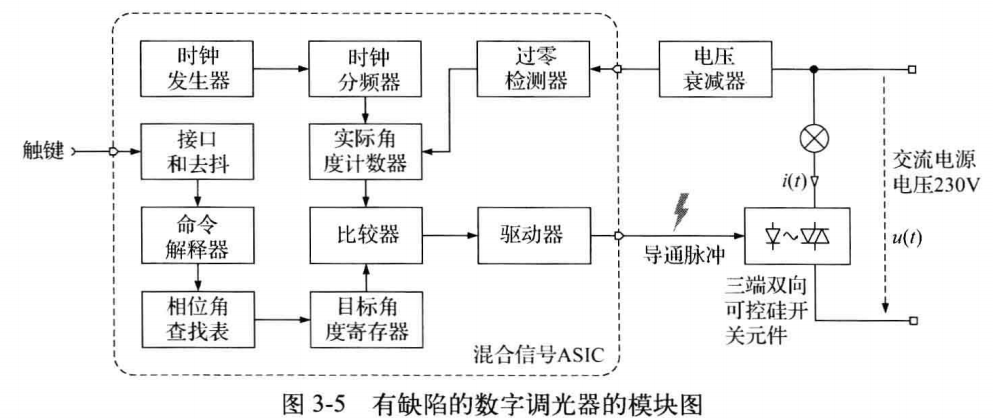 时钟
发生器
时钟
分频器
过零
检测器
电压
衰减器
触键
接口
和去抖
实际角
度计数器
i(t)
交流电源
电压230V
命令
解释器
比较器
驱动器
导通脉冲
u(t)
相位角
查找表
目标角
度寄存器
三端双向
可控硅开
关元件
混合信号ASIC
图 3-5 有缺陷的数字调光器的模块图